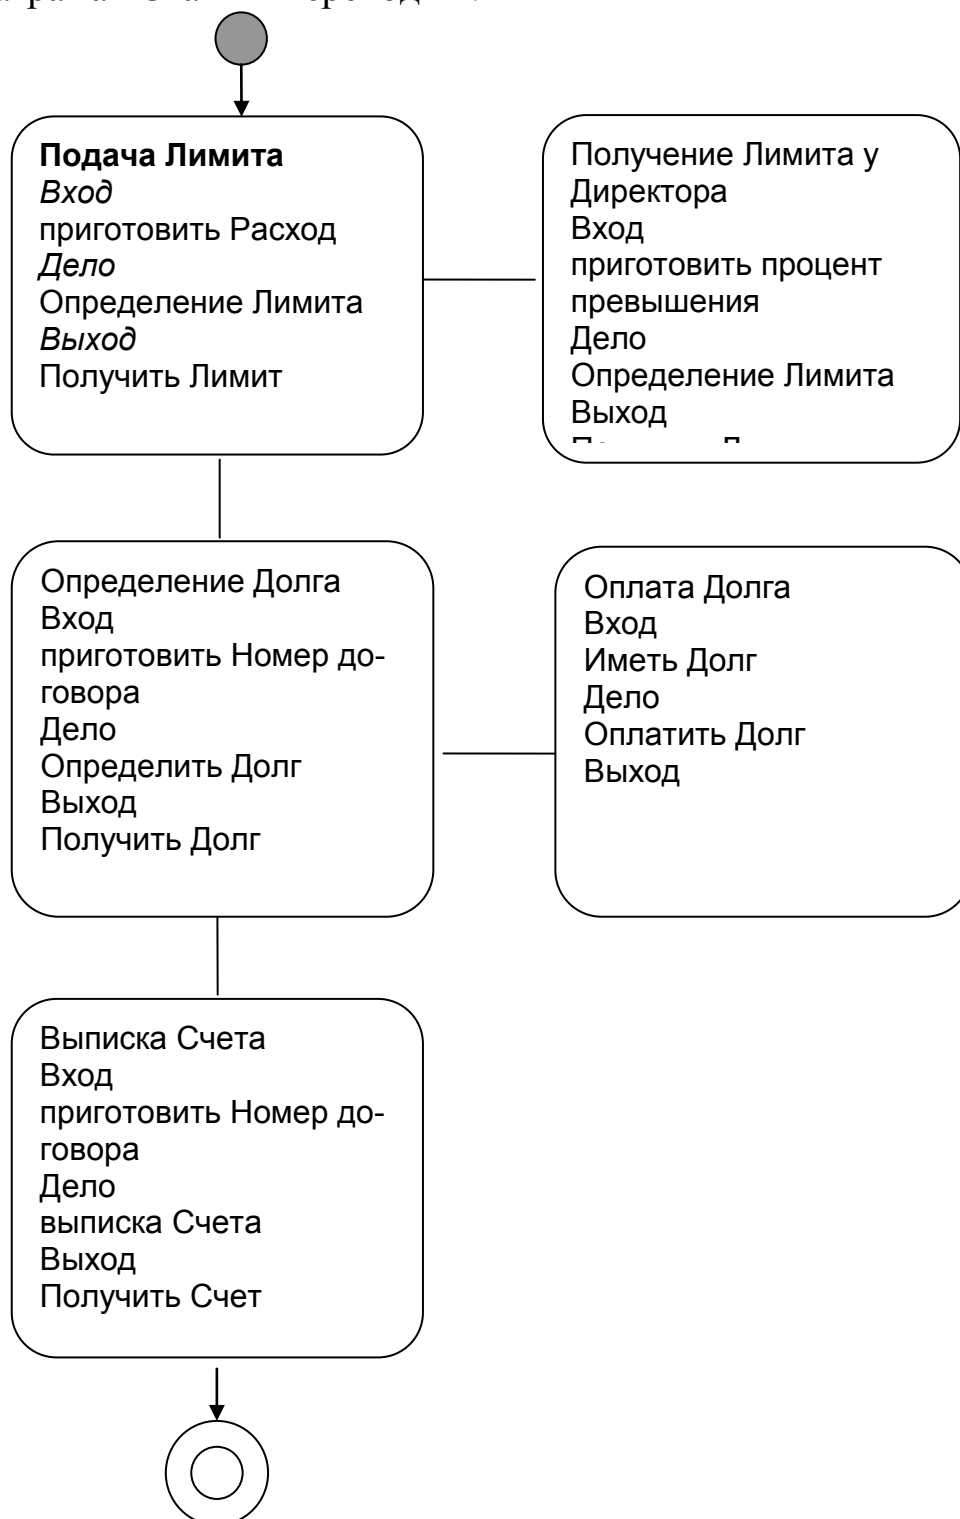 Подача Лимита
Вход
приготовить Расход
Дело
Определение Лимита
Выход
Получить Лимит
Получение Лимита у
Директора
Вход
приготовить процент
превышения
Дело
Определение Лимита
Выход
Определение Долга
Вход
приготовить Номер до-
говора
Дело
Определить Долг
Выход
Получить Долг
Оплата Долга
Вход
Иметь Долг
Дело
Оплатить Долг
Выход
Выписка Счета
Вход
приготовить Номер до-
говора
Дело
выписка Счета
Выход
Получить Счет